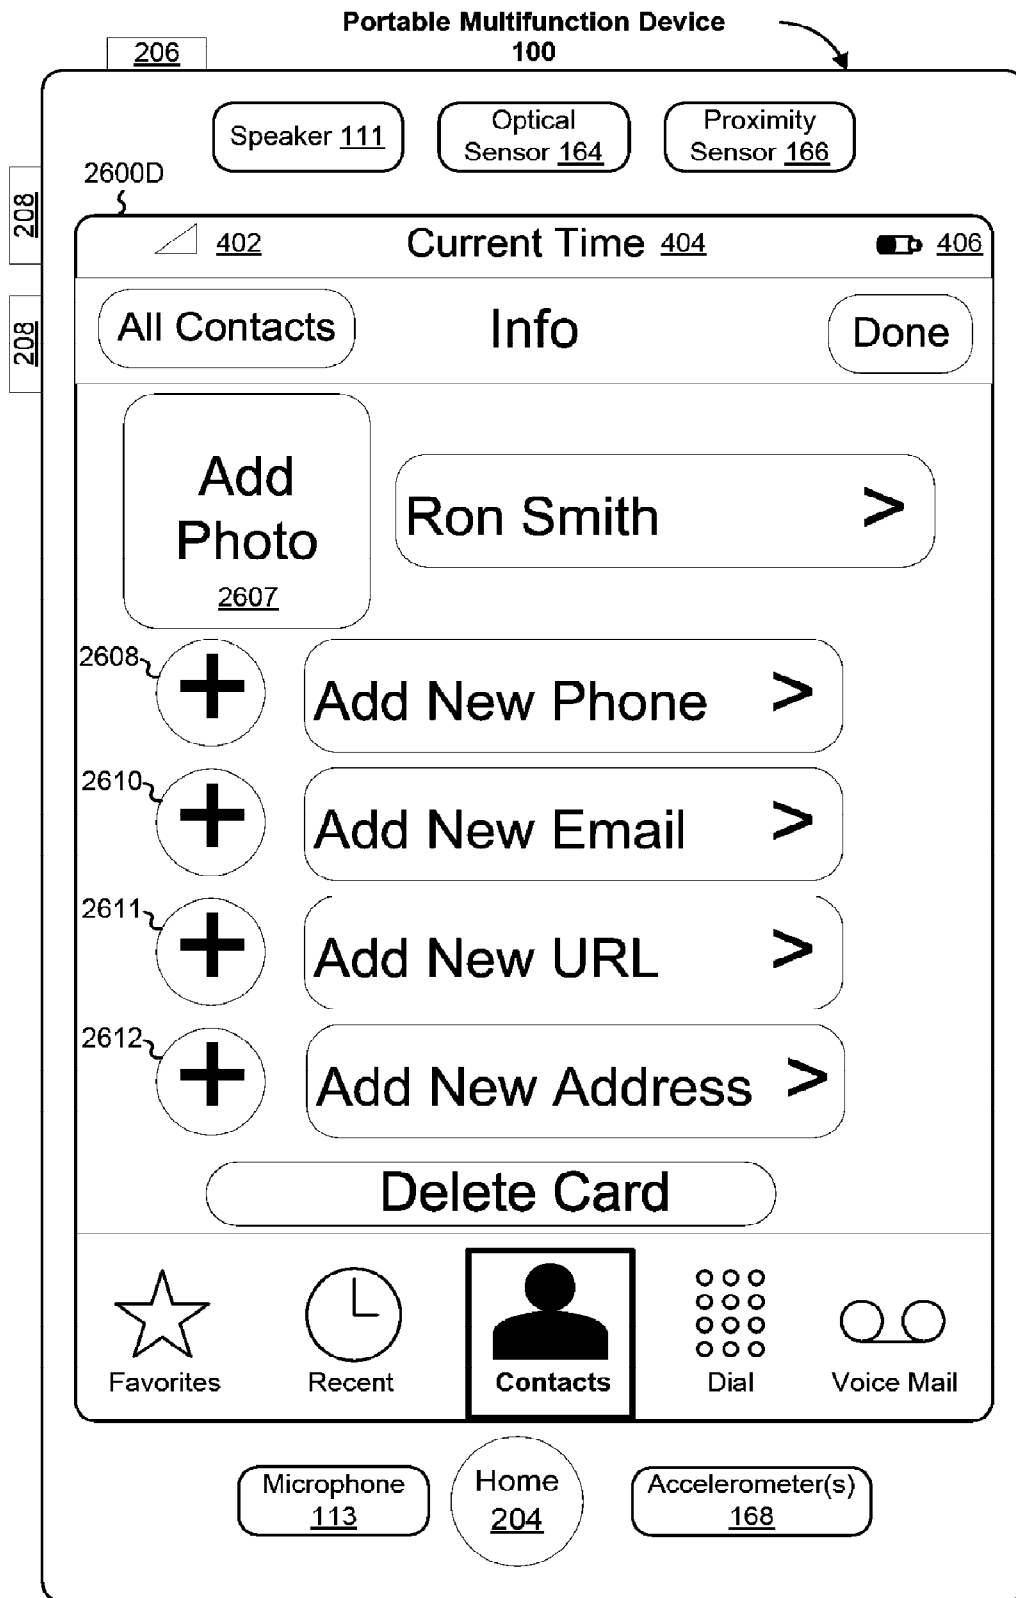 Portable Multifunction Device
100
206
Speaker 111
Optical
Sensor 164
Proximity
Sensor 166
2600D
208
208
402
Current Time 404
406
All Contacts
Info
Done
Add
Photo
2607
Ron Smith >
2608
+
Add New Phone >
2610
+
Add New Email >
2611
+
Add New URL >
2612
+
Add New Address >
Delete Card
Favorites
Recent
Contacts
Dial
Voice Mail
Microphone
113
Home
204
Accelerometer(s)
168